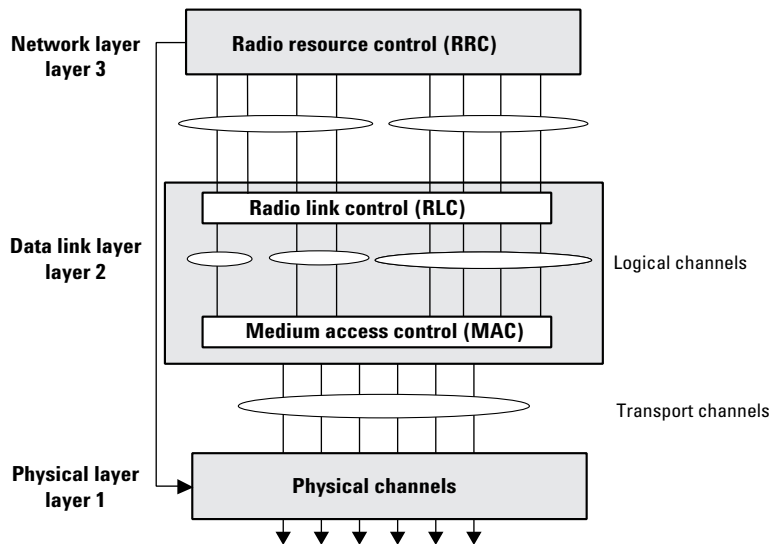 Network layer
layer 3
Radio resource control (RRC)
Radio link control (RLC)
Data link layer
layer 2
Logical channels
Medium access control (MAC)
Transport channels
Physical layer
layer 1
Physical channels